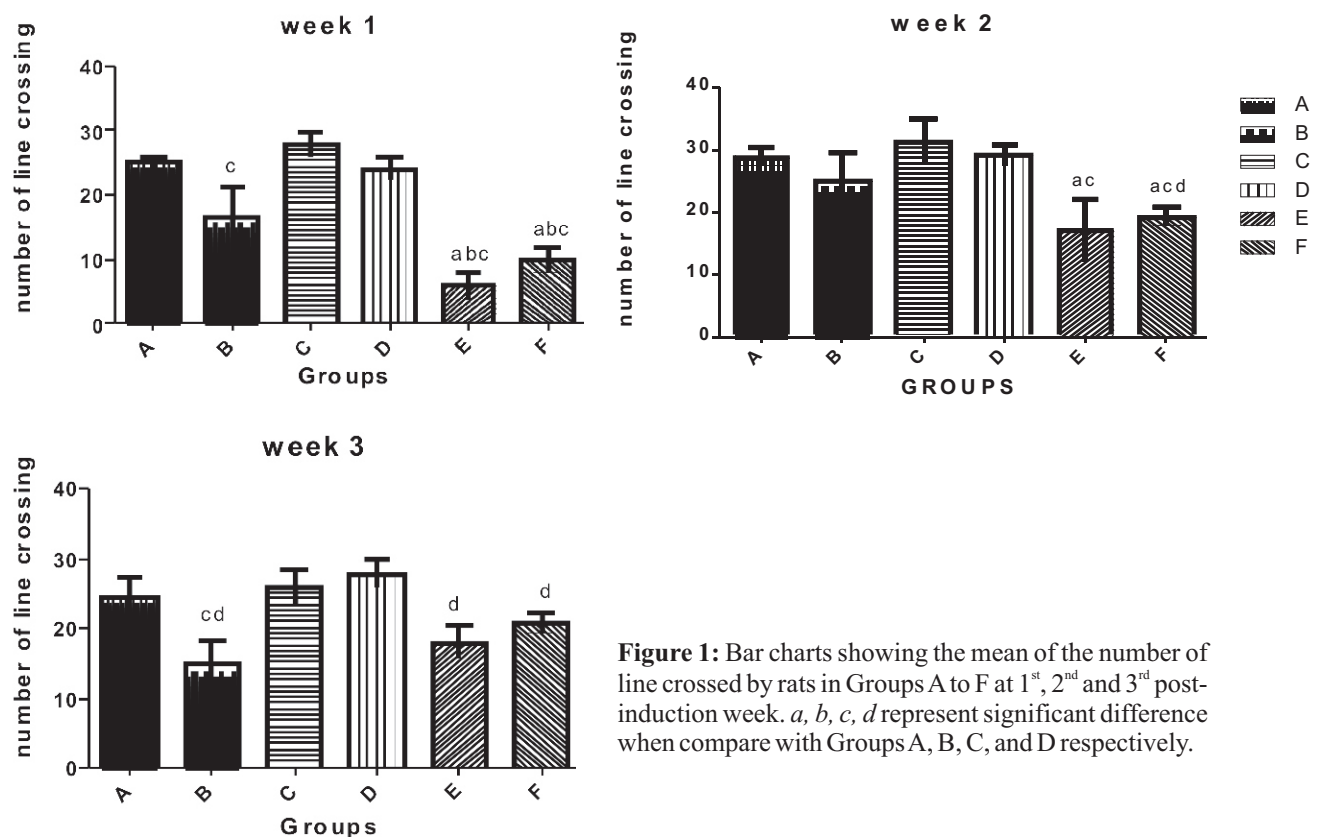 week 1
number of line crossing
40
30
20
10
0
c
abc
abc
A
B
C
D
E
F
Groups
week 2
number of line crossing
40
30
20
10
0
ac
acd
A
B
C
D
E
F
GROUPS
A
B
C
D
E
F
week 3
number of line crossing
40
30
20
10
0
cd
d
d
A
B
C
D
E
F
Groups
Figure 1: Bar charts showing the mean of the number of
line crossed by rats in Groups A to F at 1st, 2nd and 3rd post-
induction week. a, b, c, d represent significant difference
when compare with Groups A, B, C, and D respectively.